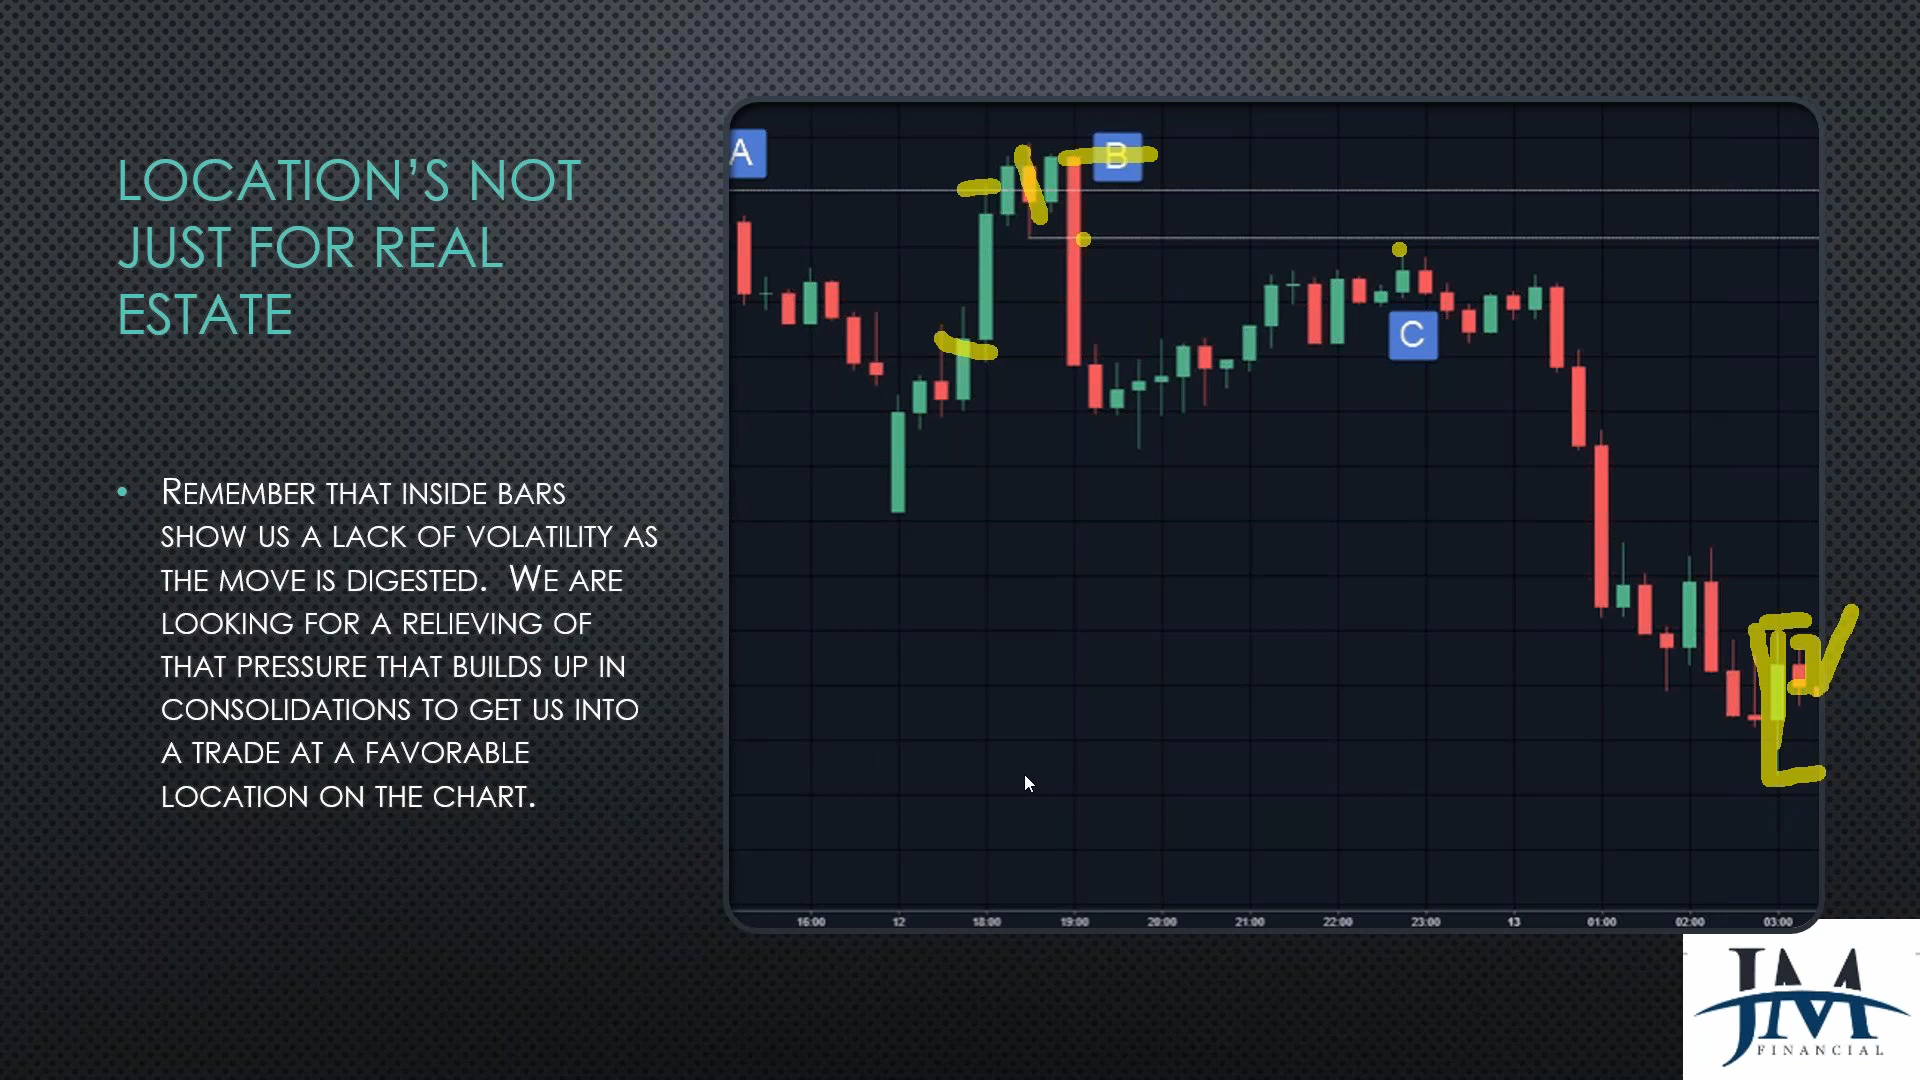 LOCATION’S NOT
JUST FOR REAL
ESTATE
• REMEMBER THAT INSIDE BARS
SHOW US A LACK OF VOLATILITY AS
THE MOVE IS DIGESTED.  WE ARE
LOOKING FOR A RELIEVING OF
THAT PRESSURE THAT BUILDS UP IN
CONSOLIDATIONS TO GET US INTO
A TRADE AT A FAVORABLE
LOCATION ON THE CHART.
A
B
C
16:00 12 18:00 19:00 20:00 21:00 22:00 23:00 13 01:00 02:00 03:00
JM
FINANCIAL